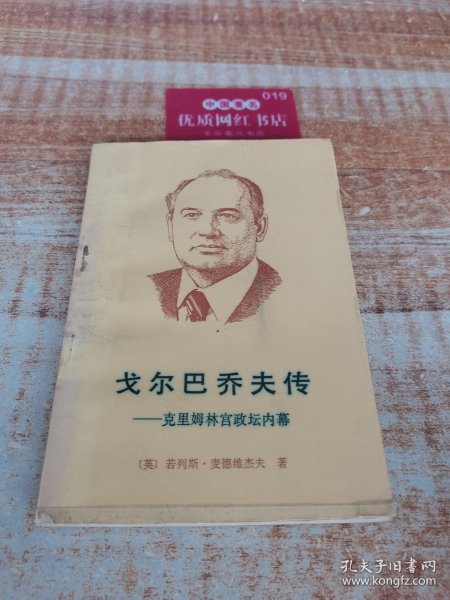 019
中国著名
优质网红书店
戈尔巴乔夫传
——克里姆林宫政坛内幕
〔英〕若列斯·麦德维杰夫 著
孔夫子旧书网
www.kongfz.com